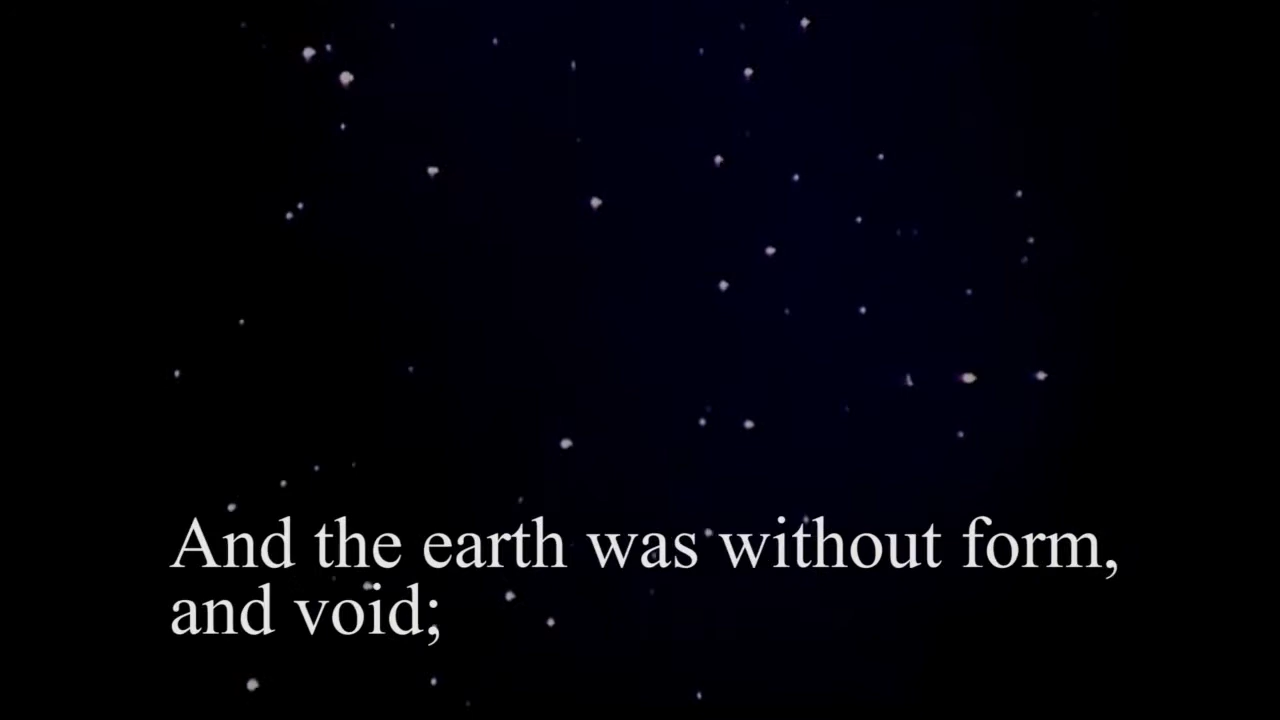 And the earth was without form,
and void;